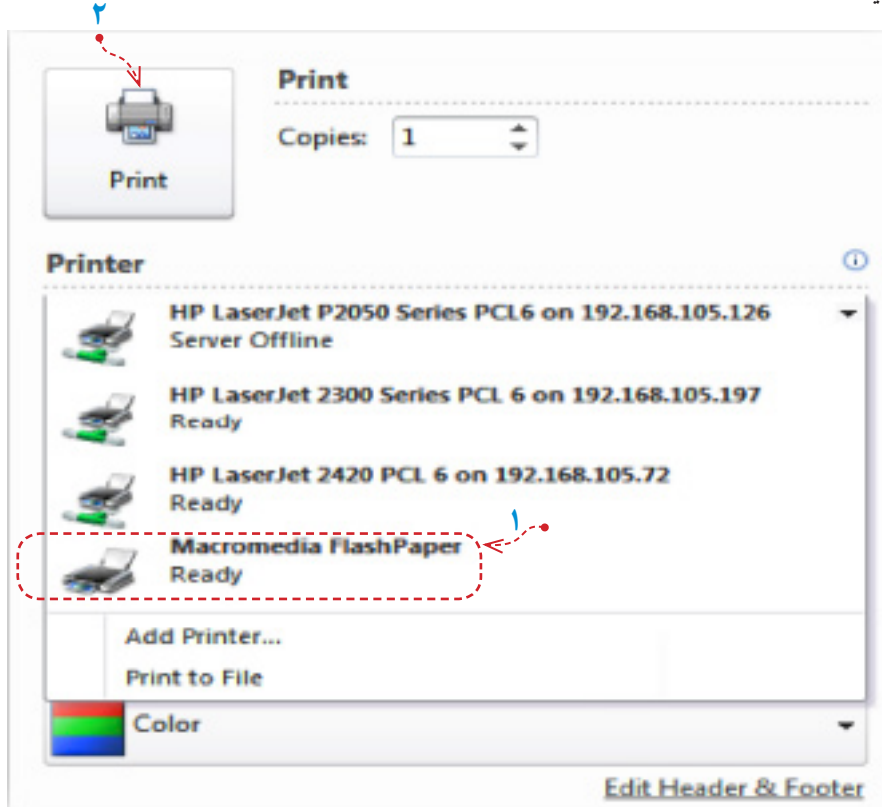 ٢
Print
Copies: 1
Print
Printer
HP LaserJet P2050 Series PCL6 on 192.168.105.126
Server Offline
HP LaserJet 2300 Series PCL 6 on 192.168.105.197
Ready
HP LaserJet 2420 PCL 6 on 192.168.105.72
Ready
١
Macromedia FlashPaper
Ready
Add Printer...
Print to File
Color
Edit Header & Footer